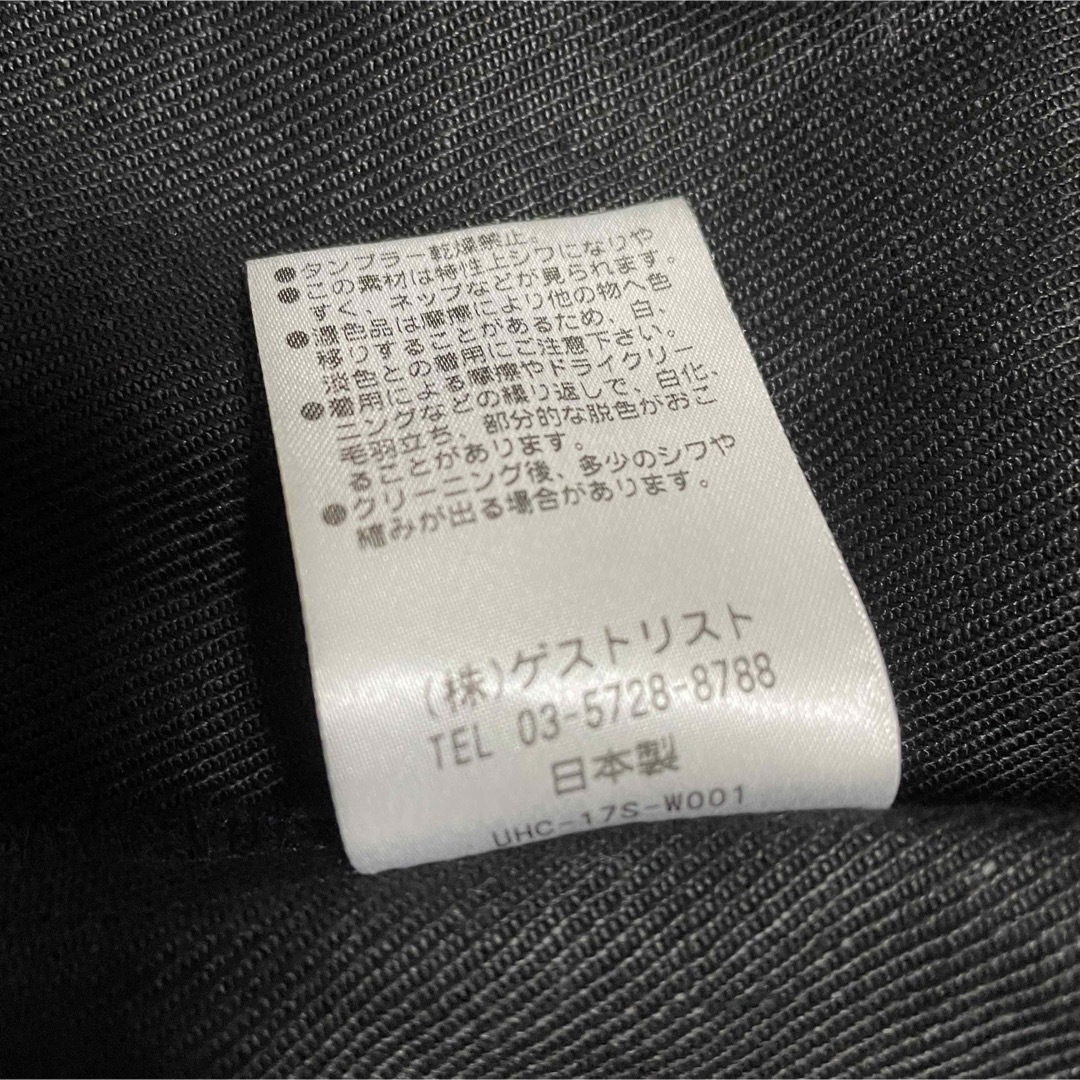 ●タンブラー乾燥禁止。
●この素材は特性上シワになりや
すく、ネップなどが見られます。
●濃色品は摩擦により他の物へ色
移りすることがあるため、白、
淡色との着用にご注意下さい。
●着用による摩擦やドライクリー
ニングなどの繰り返しで、白化、
毛羽立ち、部分的な脱色がおこ
ることがあります。
●クリーニング後、多少のシワや
縮みが出る場合があります。
(株)ゲストリスト
TEL 03-5728-8788
日本製
UHC-17S-W001